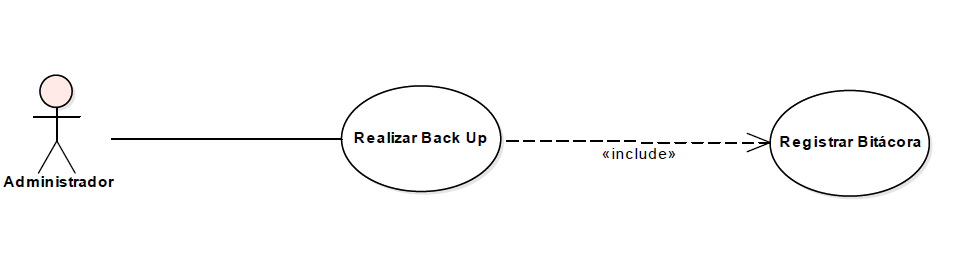 Realizar Back Up
Registrar Bitácora
«include»
Administrador